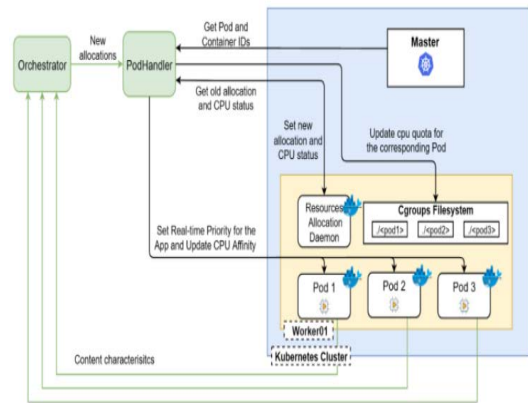 Get Pod and
Container IDs
New
allocations
Master
Orchestrator
PodHandler
Get old allocation
and CPU status
Set new
allocation and
CPU status
Update cpu quota for
the corresponding Pod
Resources
Allocation
Daemon
Cgroups Filesystem
./<pod1>
./<pod2>
./<pod3>
Set Real-time Priority for the
App and Update CPU Affinity
Pod 1
Pod 2
Pod 3
Worker01
Kubernetes Cluster
Content characterisitcs